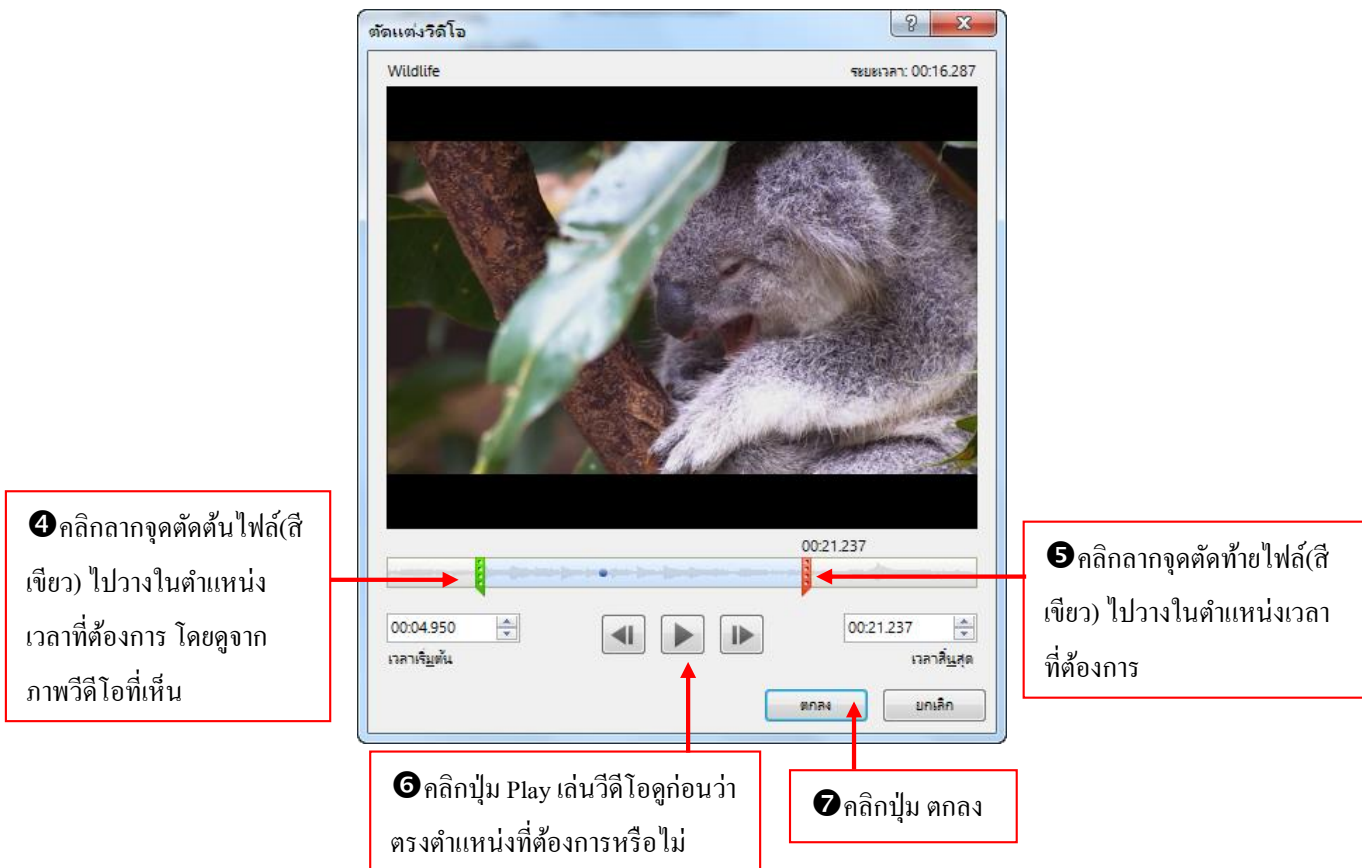 ตัดแต่งวิดีโอ
Wildlife
ระยะเวลา: 00:16.287
00:21.237
00:04.950
00:21.237
เวลาเริ่มต้น
เวลาสิ้นสุด
ตกลง
ยกเลิก
❹คลิกลากจุดตัดต้นไฟล์(สี
เขียว) ไปวางในตำแหน่ง
เวลาที่ต้องการ โดยดูจาก
ภาพวีดีโอที่เห็น
❺คลิกลากจุดตัดท้ายไฟล์(สี
เขียว) ไปวางในตำแหน่งเวลา
ที่ต้องการ
❻คลิกปุ่ม Play เล่นวีดีโอดูก่อนว่า
ตรงตำแหน่งที่ต้องการหรือไม่
❼คลิกปุ่ม ตกลง